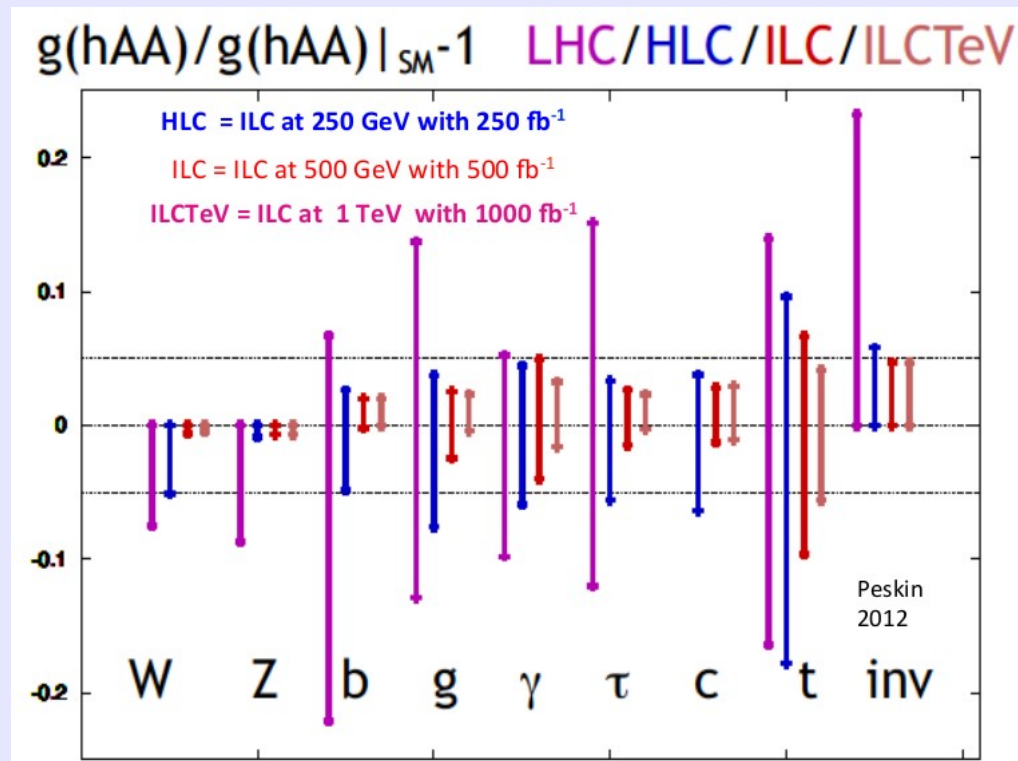 g(hAA)/g(hAA)|SM-1 LHC/HLC/ILC/ILCTeV
HLC = ILC at 250 GeV with 250 fb-1
0.2
ILC = ILC at 500 GeV with 500 fb-1
ILCTeV = ILC at 1 TeV with 1000 fb-1
0.1
0
-0.1
Peskin
2012
W Z b g γ τ c t inv
-0.2